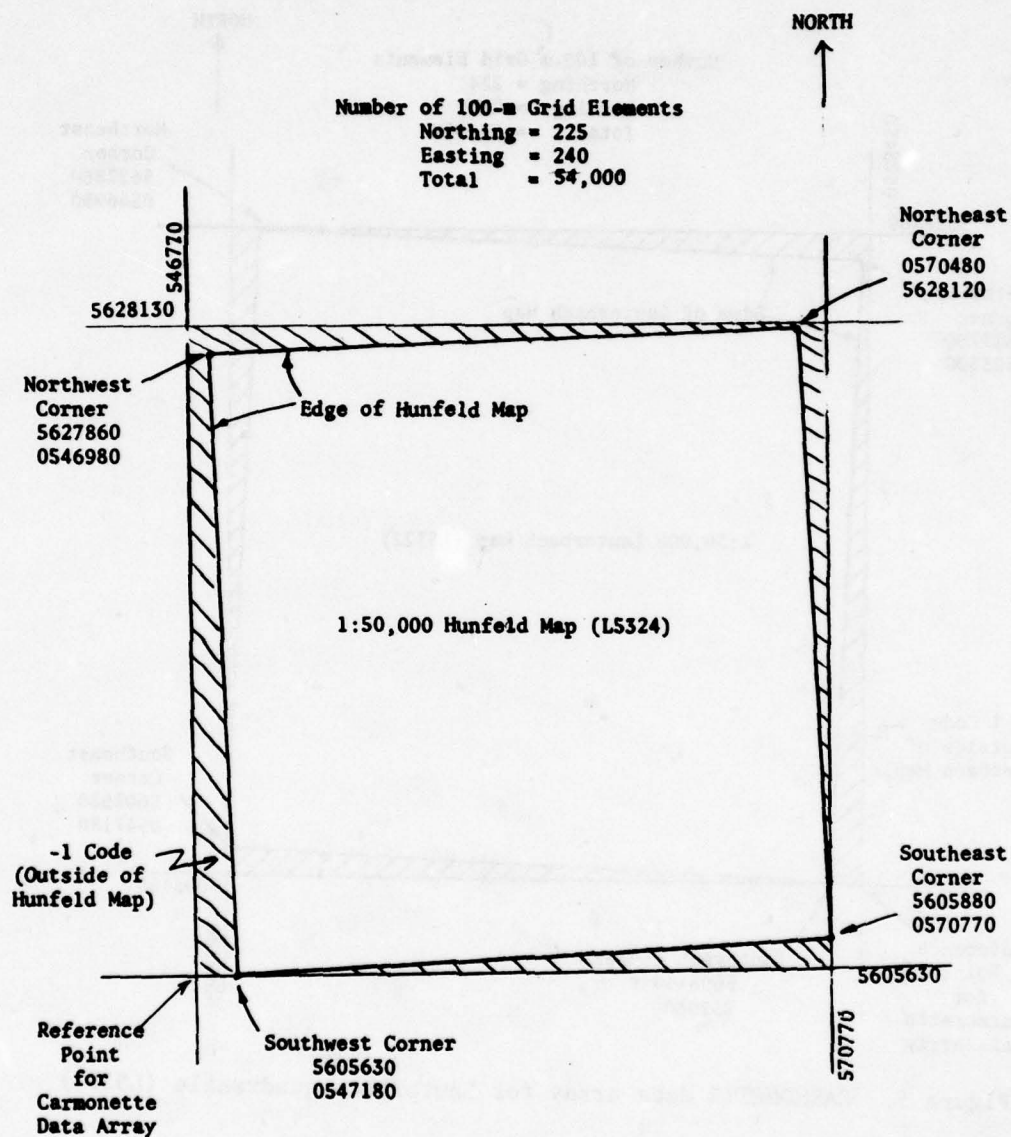 NORTH
Number of 100-m Grid Elements
Northing = 225
Easting = 240
Total = 54,000
Northeast
Corner
0570480
5628120
546770
5628130
Northwest
Corner
5627860
0546980
Edge of Hunfeld Map
1:50,000 Hunfeld Map (L5324)
-1 Code
(Outside of
Hunfeld Map)
Southeast
Corner
5605880
0570770
5605630
570770
Reference
Point
for
Carmonette
Data Array
Southwest Corner
5605630
0547180